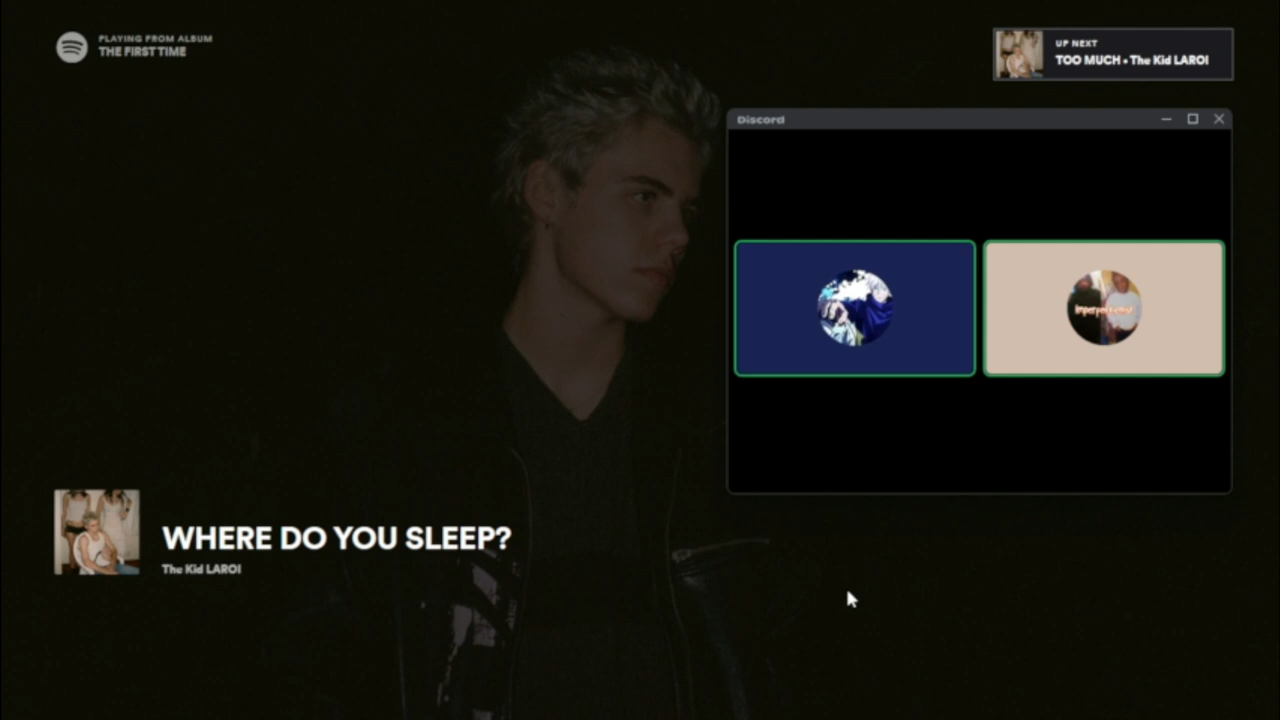 PLAYING FROM ALBUM
THE FIRST TIME
UP NEXT
TOO MUCH • The Kid LAROI
Discord
WHERE DO YOU SLEEP?
The Kid LAROI